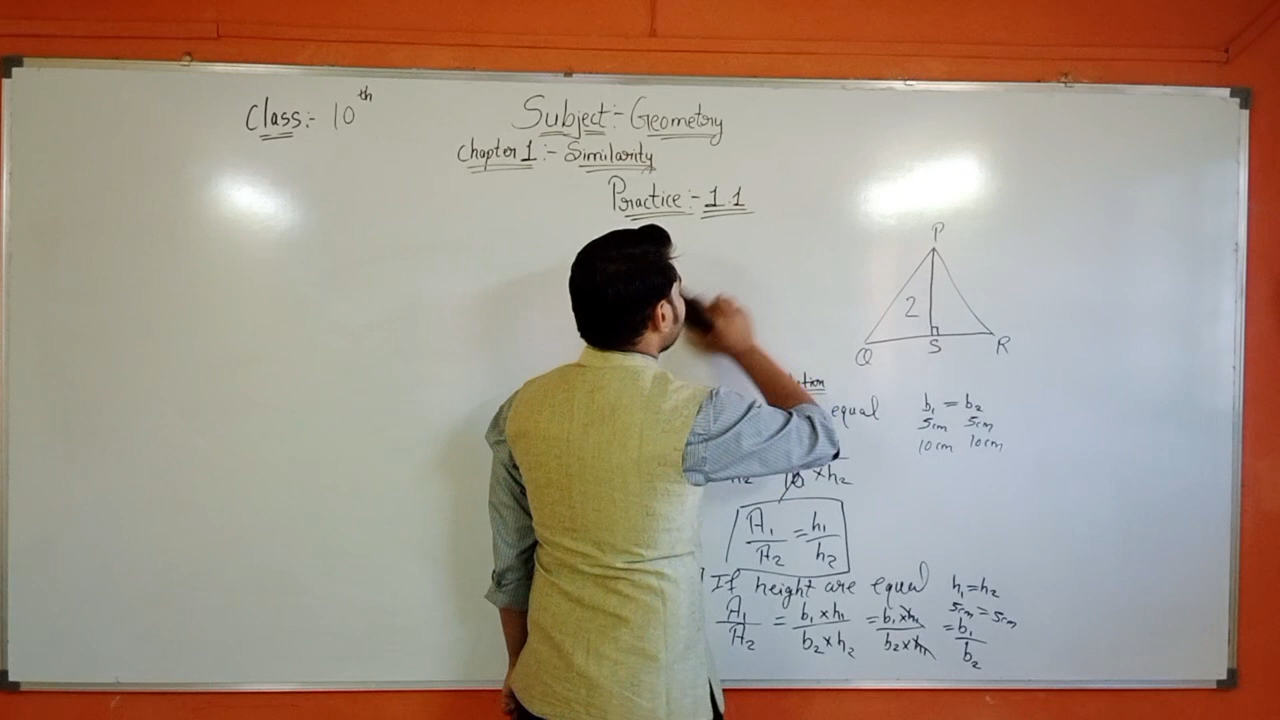 Class:- 10th
Subject:- Geometry
Chapter 1:- Similarity
Practice:- 1.1
P
2
Q S R
equal b₁ = b₂
5cm 5cm
10cm 10cm
×h₂
A₁/A₂ = h₁/h₂
If height are equal h₁=h₂
5cm = 5cm
A₁/A₂ = b₁×h₁/b₂×h₂ = b₁×h₁/b₂×h₁ = b₁/b₂